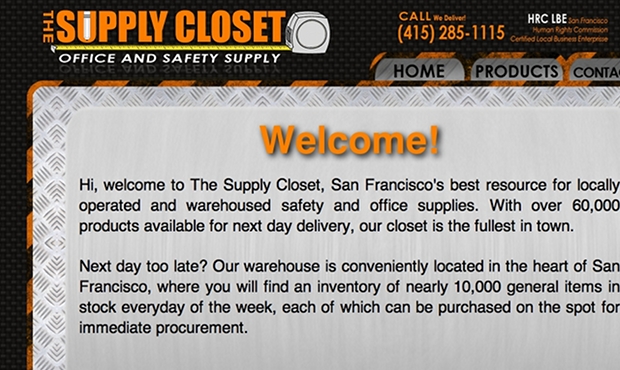 THE SUPPLY CLOSET
OFFICE AND SAFETY SUPPLY
CALL We Deliver!
(415) 285-1115
HRC LBE San Francisco
Human Rights Commission
Certified Local Business Enterprise
HOME PRODUCTS CONTA
Welcome!
Hi, welcome to The Supply Closet, San Francisco's best resource for locally
operated and warehoused safety and office supplies. With over 60,000
products available for next day delivery, our closet is the fullest in town.
Next day too late? Our warehouse is conveniently located in the heart of San
Francisco, where you will find an inventory of nearly 10,000 general items in
stock everyday of the week, each of which can be purchased on the spot for
immediate procurement.